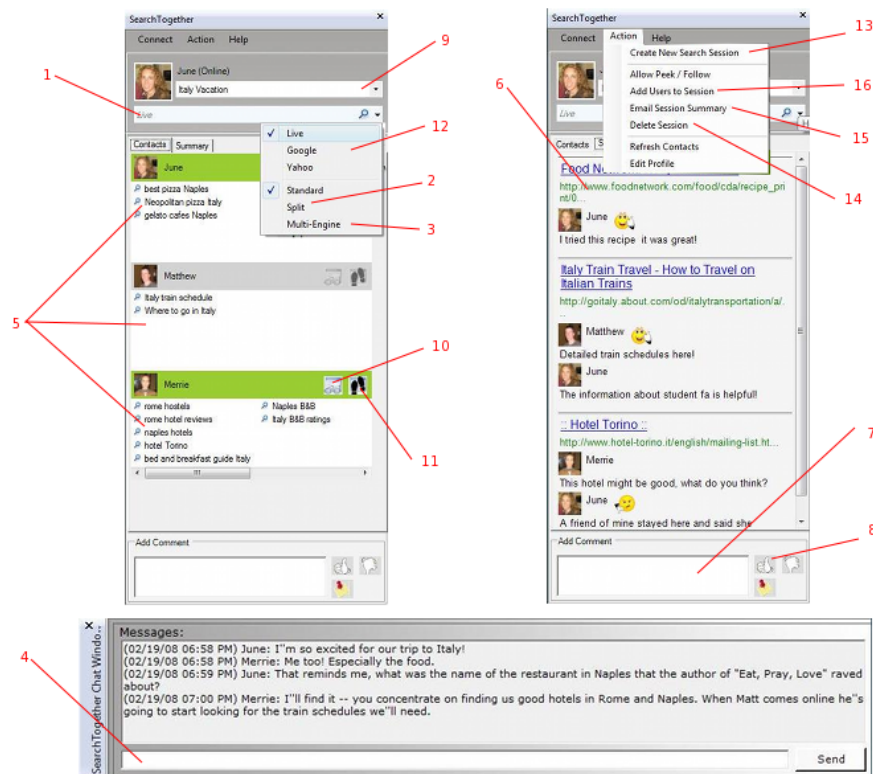 SearchTogether
Connect Action Help
1
9
June (Online)
Italy Vacation
Live
12
Live
Google
Yahoo
Standard
Split
Multi-Engine
2
3
Contacts Summary
June
best pizza Naples
Neopolitan pizza Italy
gelato cafes Naples
5
Matthew
Italy train schedule
Where to go in Italy
10
Merrie
rome hostels Naples B&B
rome hotel reviews Italy B&B ratings
naples hotels
hotel Torino
bed and breakfast guide Italy
11
Add Comment
SearchTogether
Connect Action Help
13
Create New Search Session
Allow Peek / Follow
Add Users to Session
Email Session Summary
Delete Session
Refresh Contacts
Edit Profile
16
15
14
6
Live
Contacts
http://www.foodnetwork.com/food/cda/recipe_pri
nt/0...
June
I tried this recipe it was great!
Italy Train Travel - How to Travel on
Italian Trains
http://goitaly.about.com/od/italytransportation/a/.
..
Matthew
Detailed train schedules here!
June
The information about student fa is helpful!
:: Hotel Torino ::
http://www.hotel-torino.it/english/mailing-list.ht...
7
Merrie
This hotel might be good, what do you think?
June
A friend of mine stayed here and said she
Add Comment
8
4
SearchTogether Chat Windo..
Messages:
(02/19/08 06:58 PM) June: I"m so excited for our trip to Italy!
(02/19/08 06:58 PM) Merrie: Me too! Especially the food.
(02/19/08 06:59 PM) June: That reminds me, what was the name of the restaurant in Naples that the author of "Eat, Pray, Love" raved
about?
(02/19/08 07:00 PM) Merrie: I"ll find it -- you concentrate on finding us good hotels in Rome and Naples. When Matt comes online he"s
going to start looking for the train schedules we"ll need.
Send